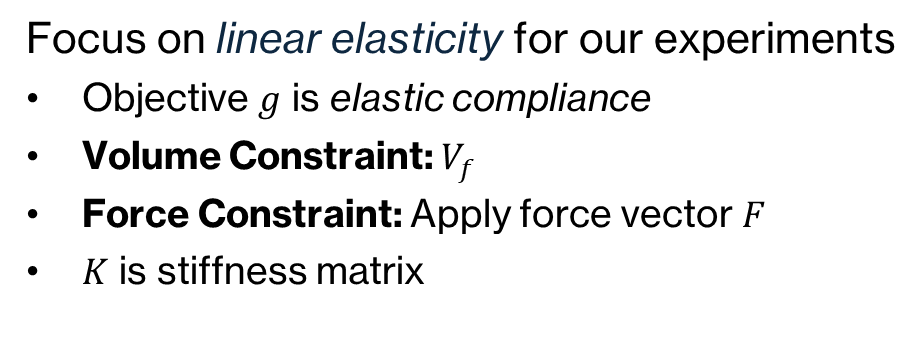 Focus on linear elasticity for our experiments
• Objective g is elastic compliance
• Volume Constraint: V_f
• Force Constraint: Apply force vector F
• K is stiffness matrix